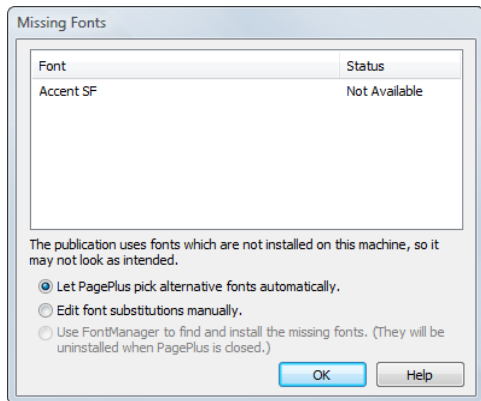 Missing Fonts
Font Status
Accent SF Not Available
The publication uses fonts which are not installed on this machine, so it
may not look as intended.
Let PagePlus pick alternative fonts automatically.
Edit font substitutions manually.
Use FontManager to find and install the missing fonts. (They will be
uninstalled when PagePlus is closed.)
OK Help